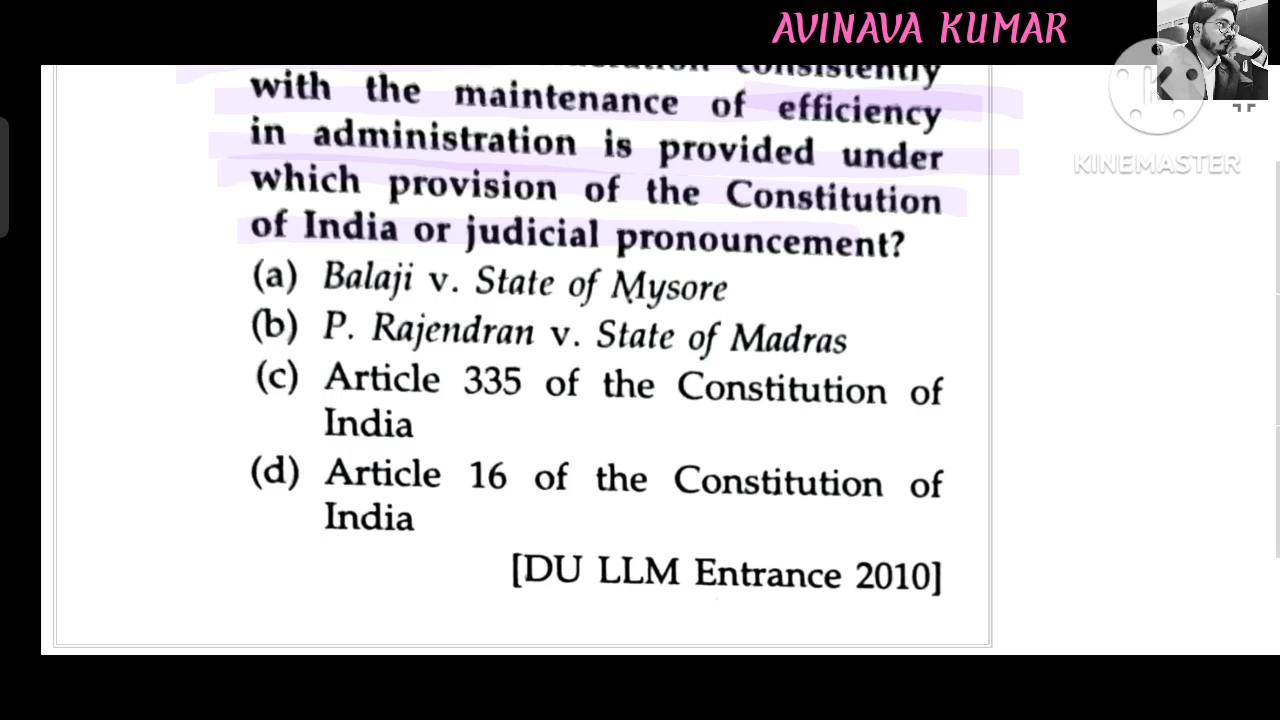 AVINAVA KUMAR
consistently
with the maintenance of efficiency
in administration is provided under
which provision of the Constitution
of India or judicial pronouncement?
(a) Balaji v. State of Mysore
(b) P. Rajendran v. State of Madras
(c) Article 335 of the Constitution of
India
(d) Article 16 of the Constitution of
India
[DU LLM Entrance 2010]
K
KINEMASTER